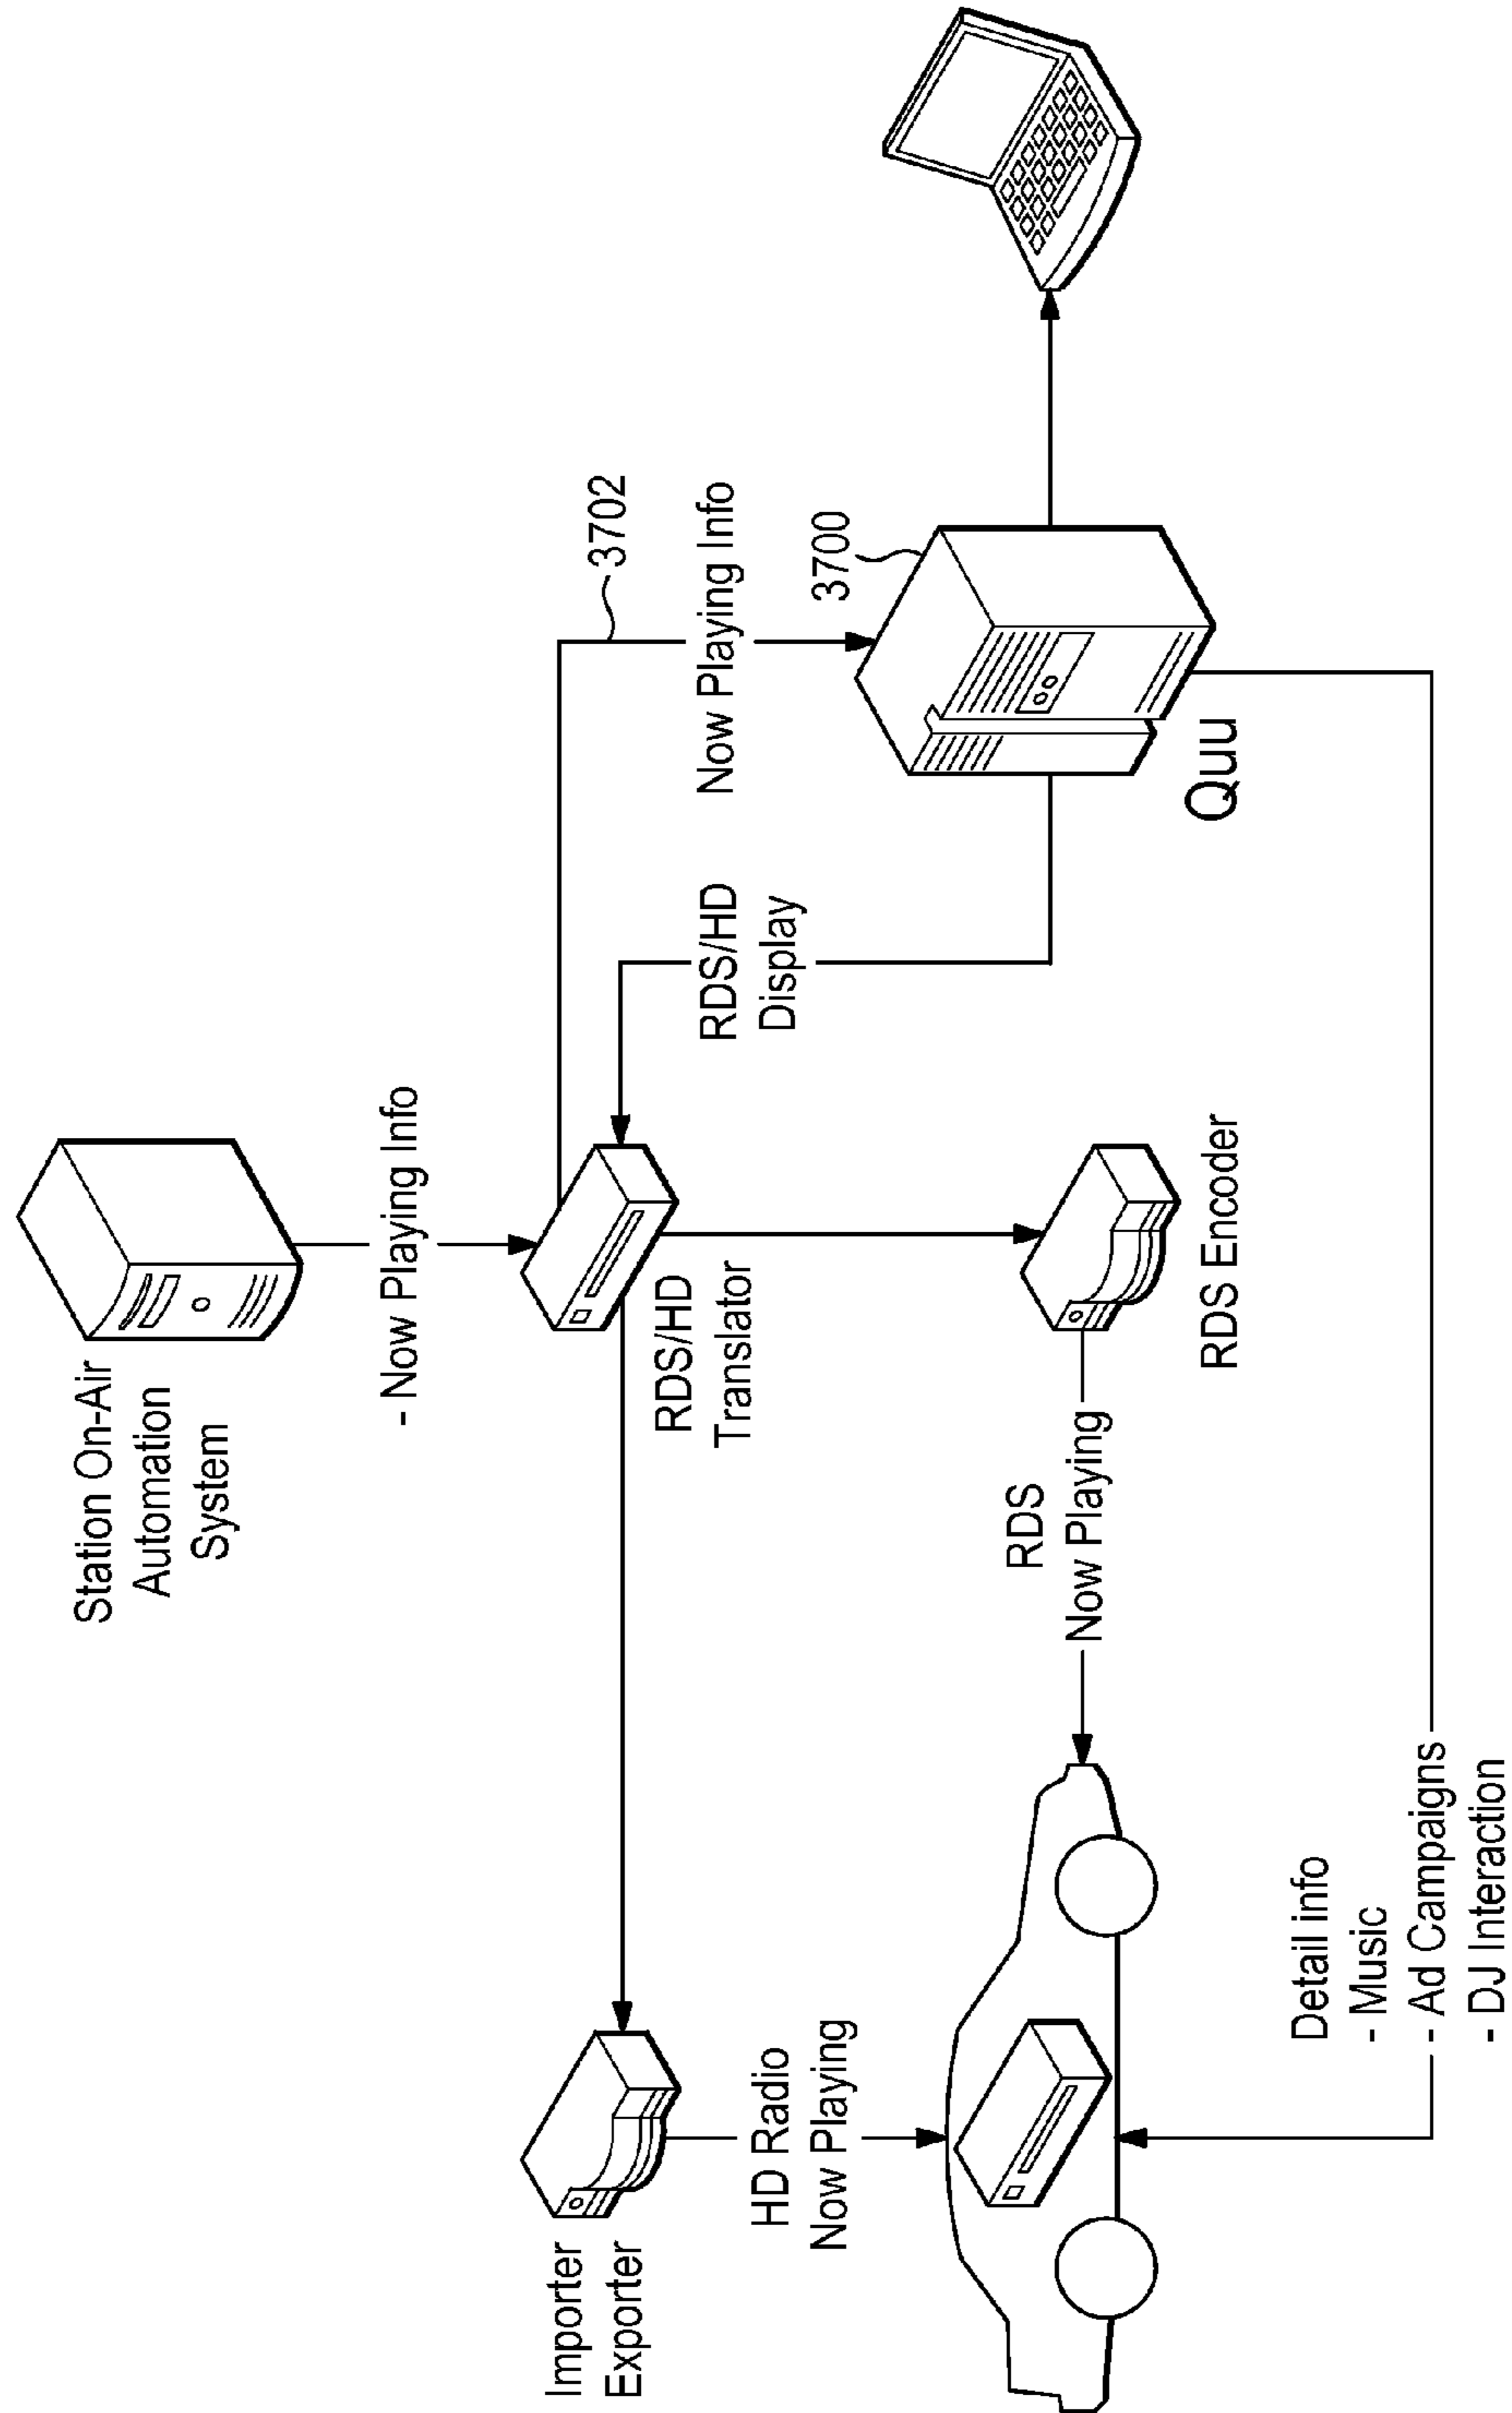 Station On-Air
Automation
System
- Now Playing Info
3702
Now Playing Info
3700
Quu
RDS/HD
Display
RDS/HD
Translator
Importer
Exporter
HD Radio
Now Playing
RDS
Now Playing
RDS Encoder
Detail info
- Music
- Ad Campaigns
- DJ Interaction